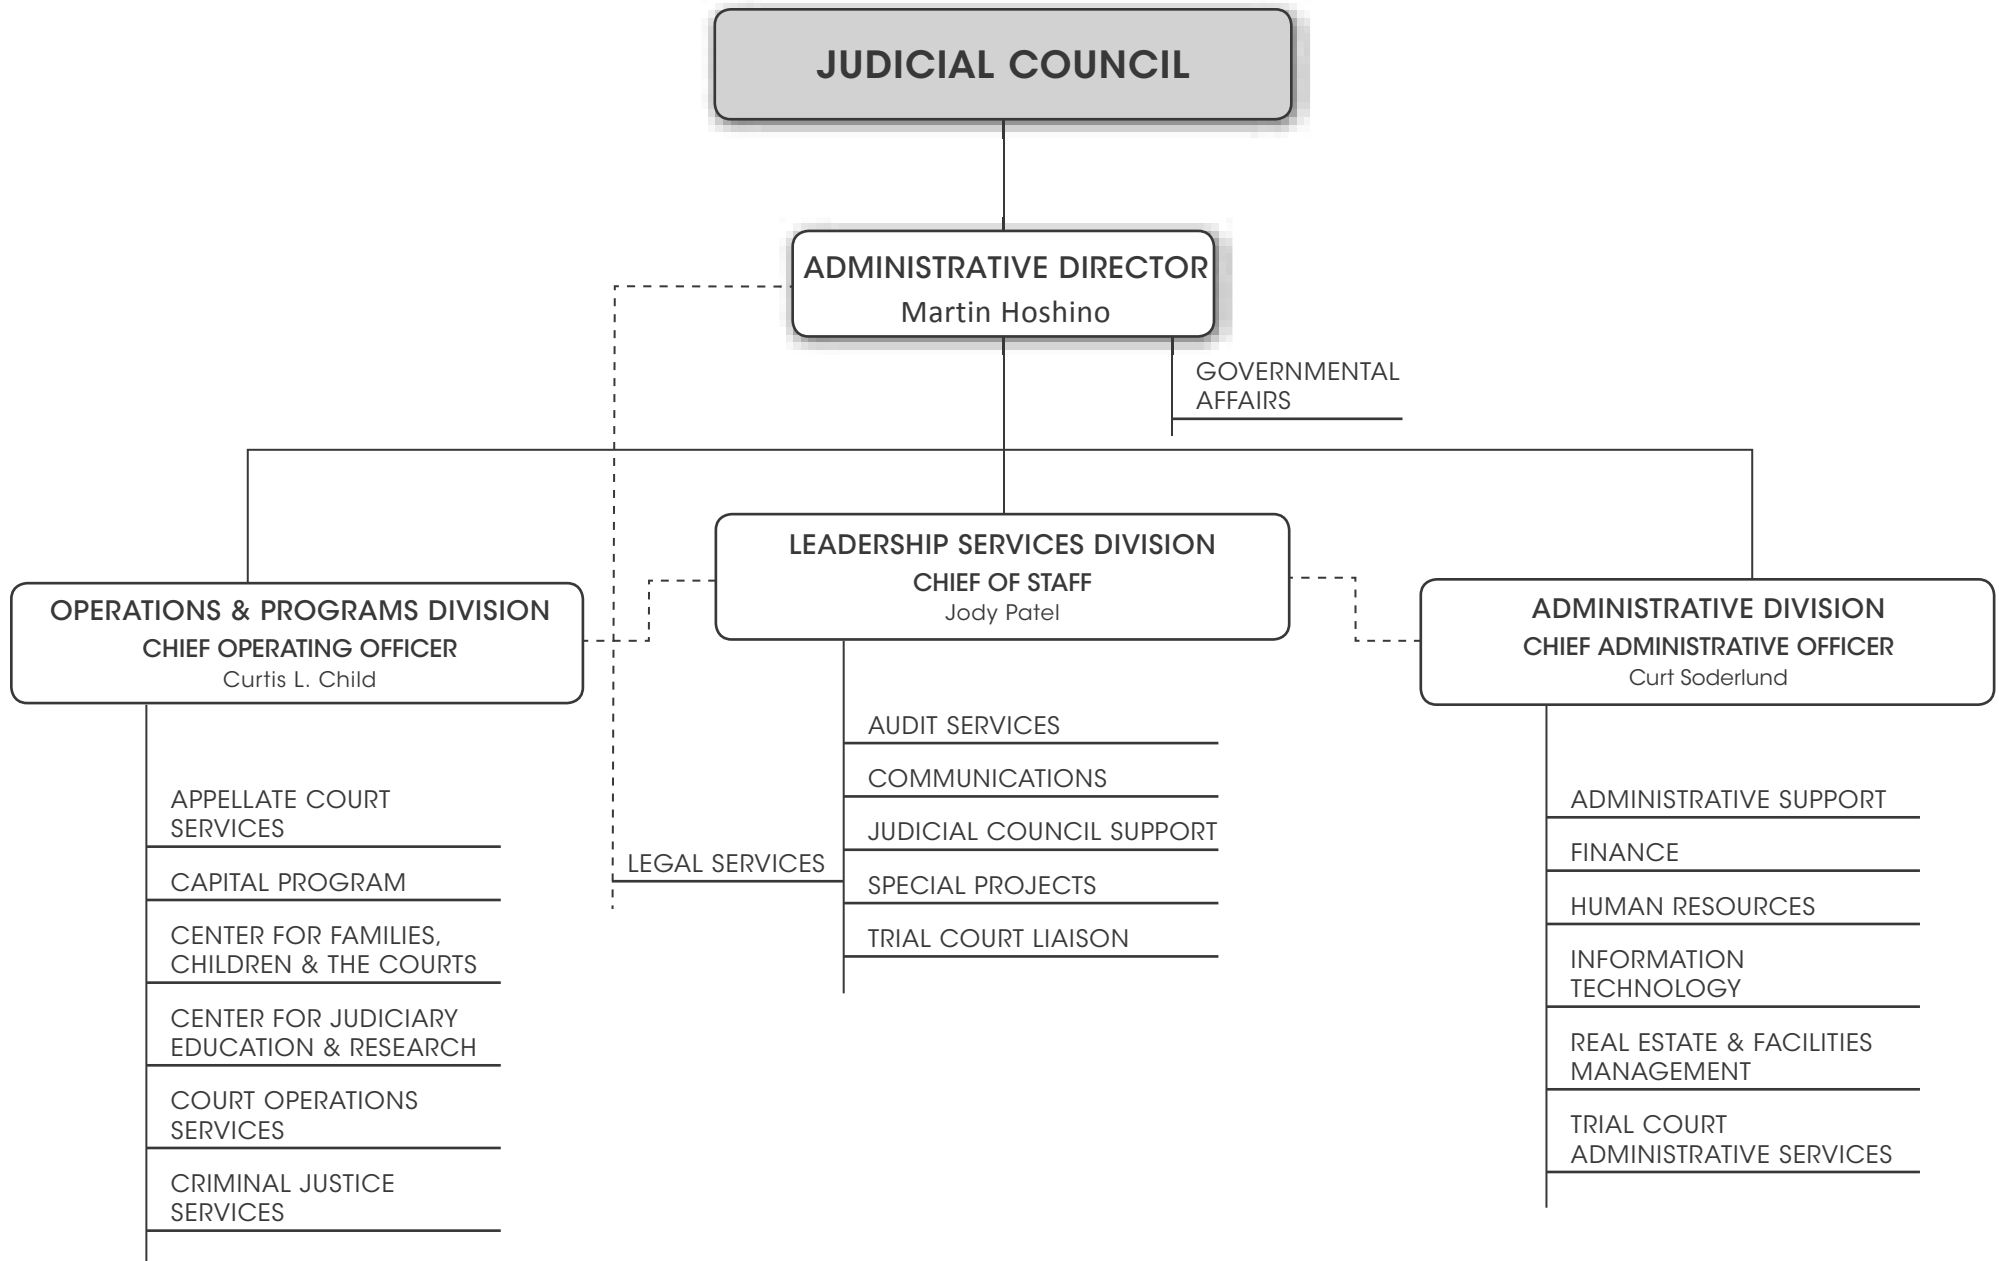 JUDICIAL COUNCIL
ADMINISTRATIVE DIRECTOR
Martin Hoshino
GOVERNMENTAL
AFFAIRS
LEADERSHIP SERVICES DIVISION
CHIEF OF STAFF
Jody Patel
OPERATIONS & PROGRAMS DIVISION
CHIEF OPERATING OFFICER
Curtis L. Child
ADMINISTRATIVE DIVISION
CHIEF ADMINISTRATIVE OFFICER
Curt Soderlund
APPELLATE COURT
SERVICES
CAPITAL PROGRAM
CENTER FOR FAMILIES,
CHILDREN & THE COURTS
CENTER FOR JUDICIARY
EDUCATION & RESEARCH
COURT OPERATIONS
SERVICES
CRIMINAL JUSTICE
SERVICES
LEGAL SERVICES
AUDIT SERVICES
COMMUNICATIONS
JUDICIAL COUNCIL SUPPORT
SPECIAL PROJECTS
TRIAL COURT LIAISON
ADMINISTRATIVE SUPPORT
FINANCE
HUMAN RESOURCES
INFORMATION
TECHNOLOGY
REAL ESTATE & FACILITIES
MANAGEMENT
TRIAL COURT
ADMINISTRATIVE SERVICES